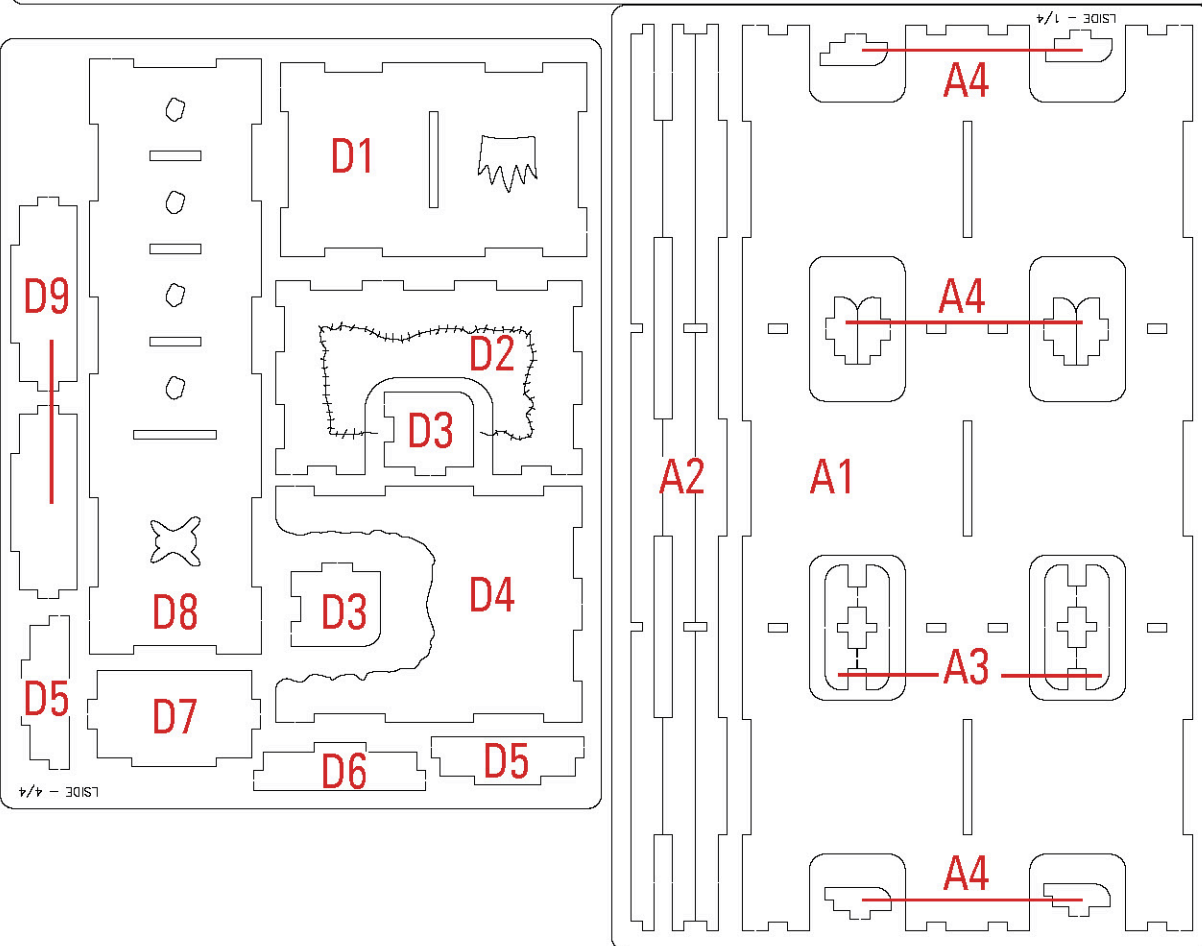 LSIDE - 1/4
A4
D1
D9
A4
D2
D3
A2
A1
D4
D3
D8
A3
D5
D7
D6
D5
LSIDE - 4/4
A4